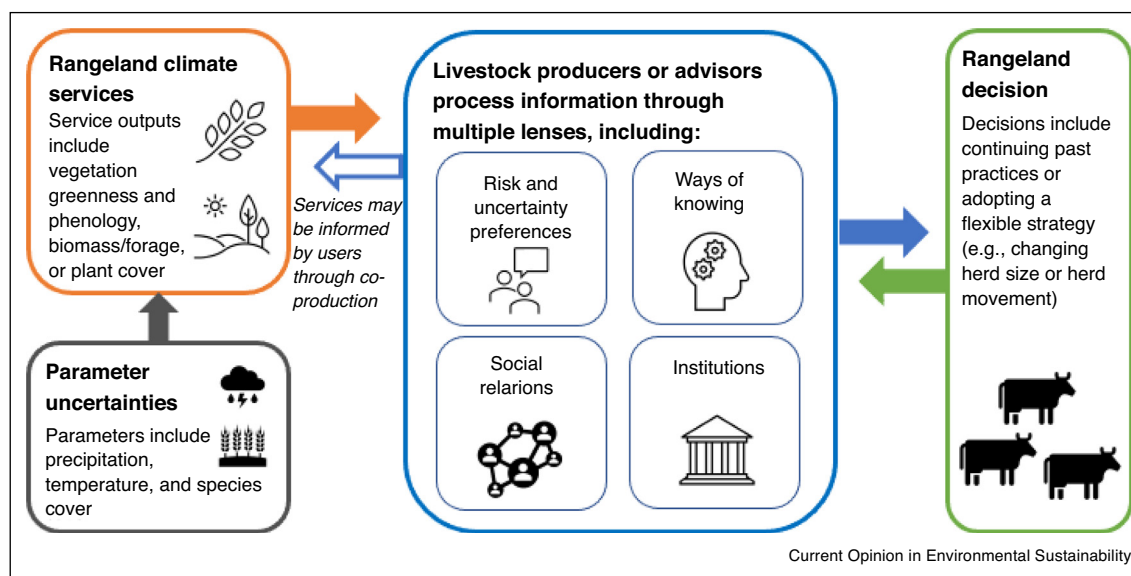 Rangeland climate
services
Service outputs
include
vegetation
greenness and
phenology,
biomass/forage,
or plant cover
Parameter
uncertainties
Parameters include
precipitation,
temperature, and species
cover
Services may
be informed
by users
through co-
production
Livestock producers or advisors
process information through
multiple lenses, including:
Risk and
uncertainty
preferences
Ways of
knowing
Social
relarions
Institutions
Rangeland
decision
Decisions include
continuing past
practices or
adopting a
flexible strategy
(e.g., changing
herd size or herd
movement)
Current Opinion in Environmental Sustainability